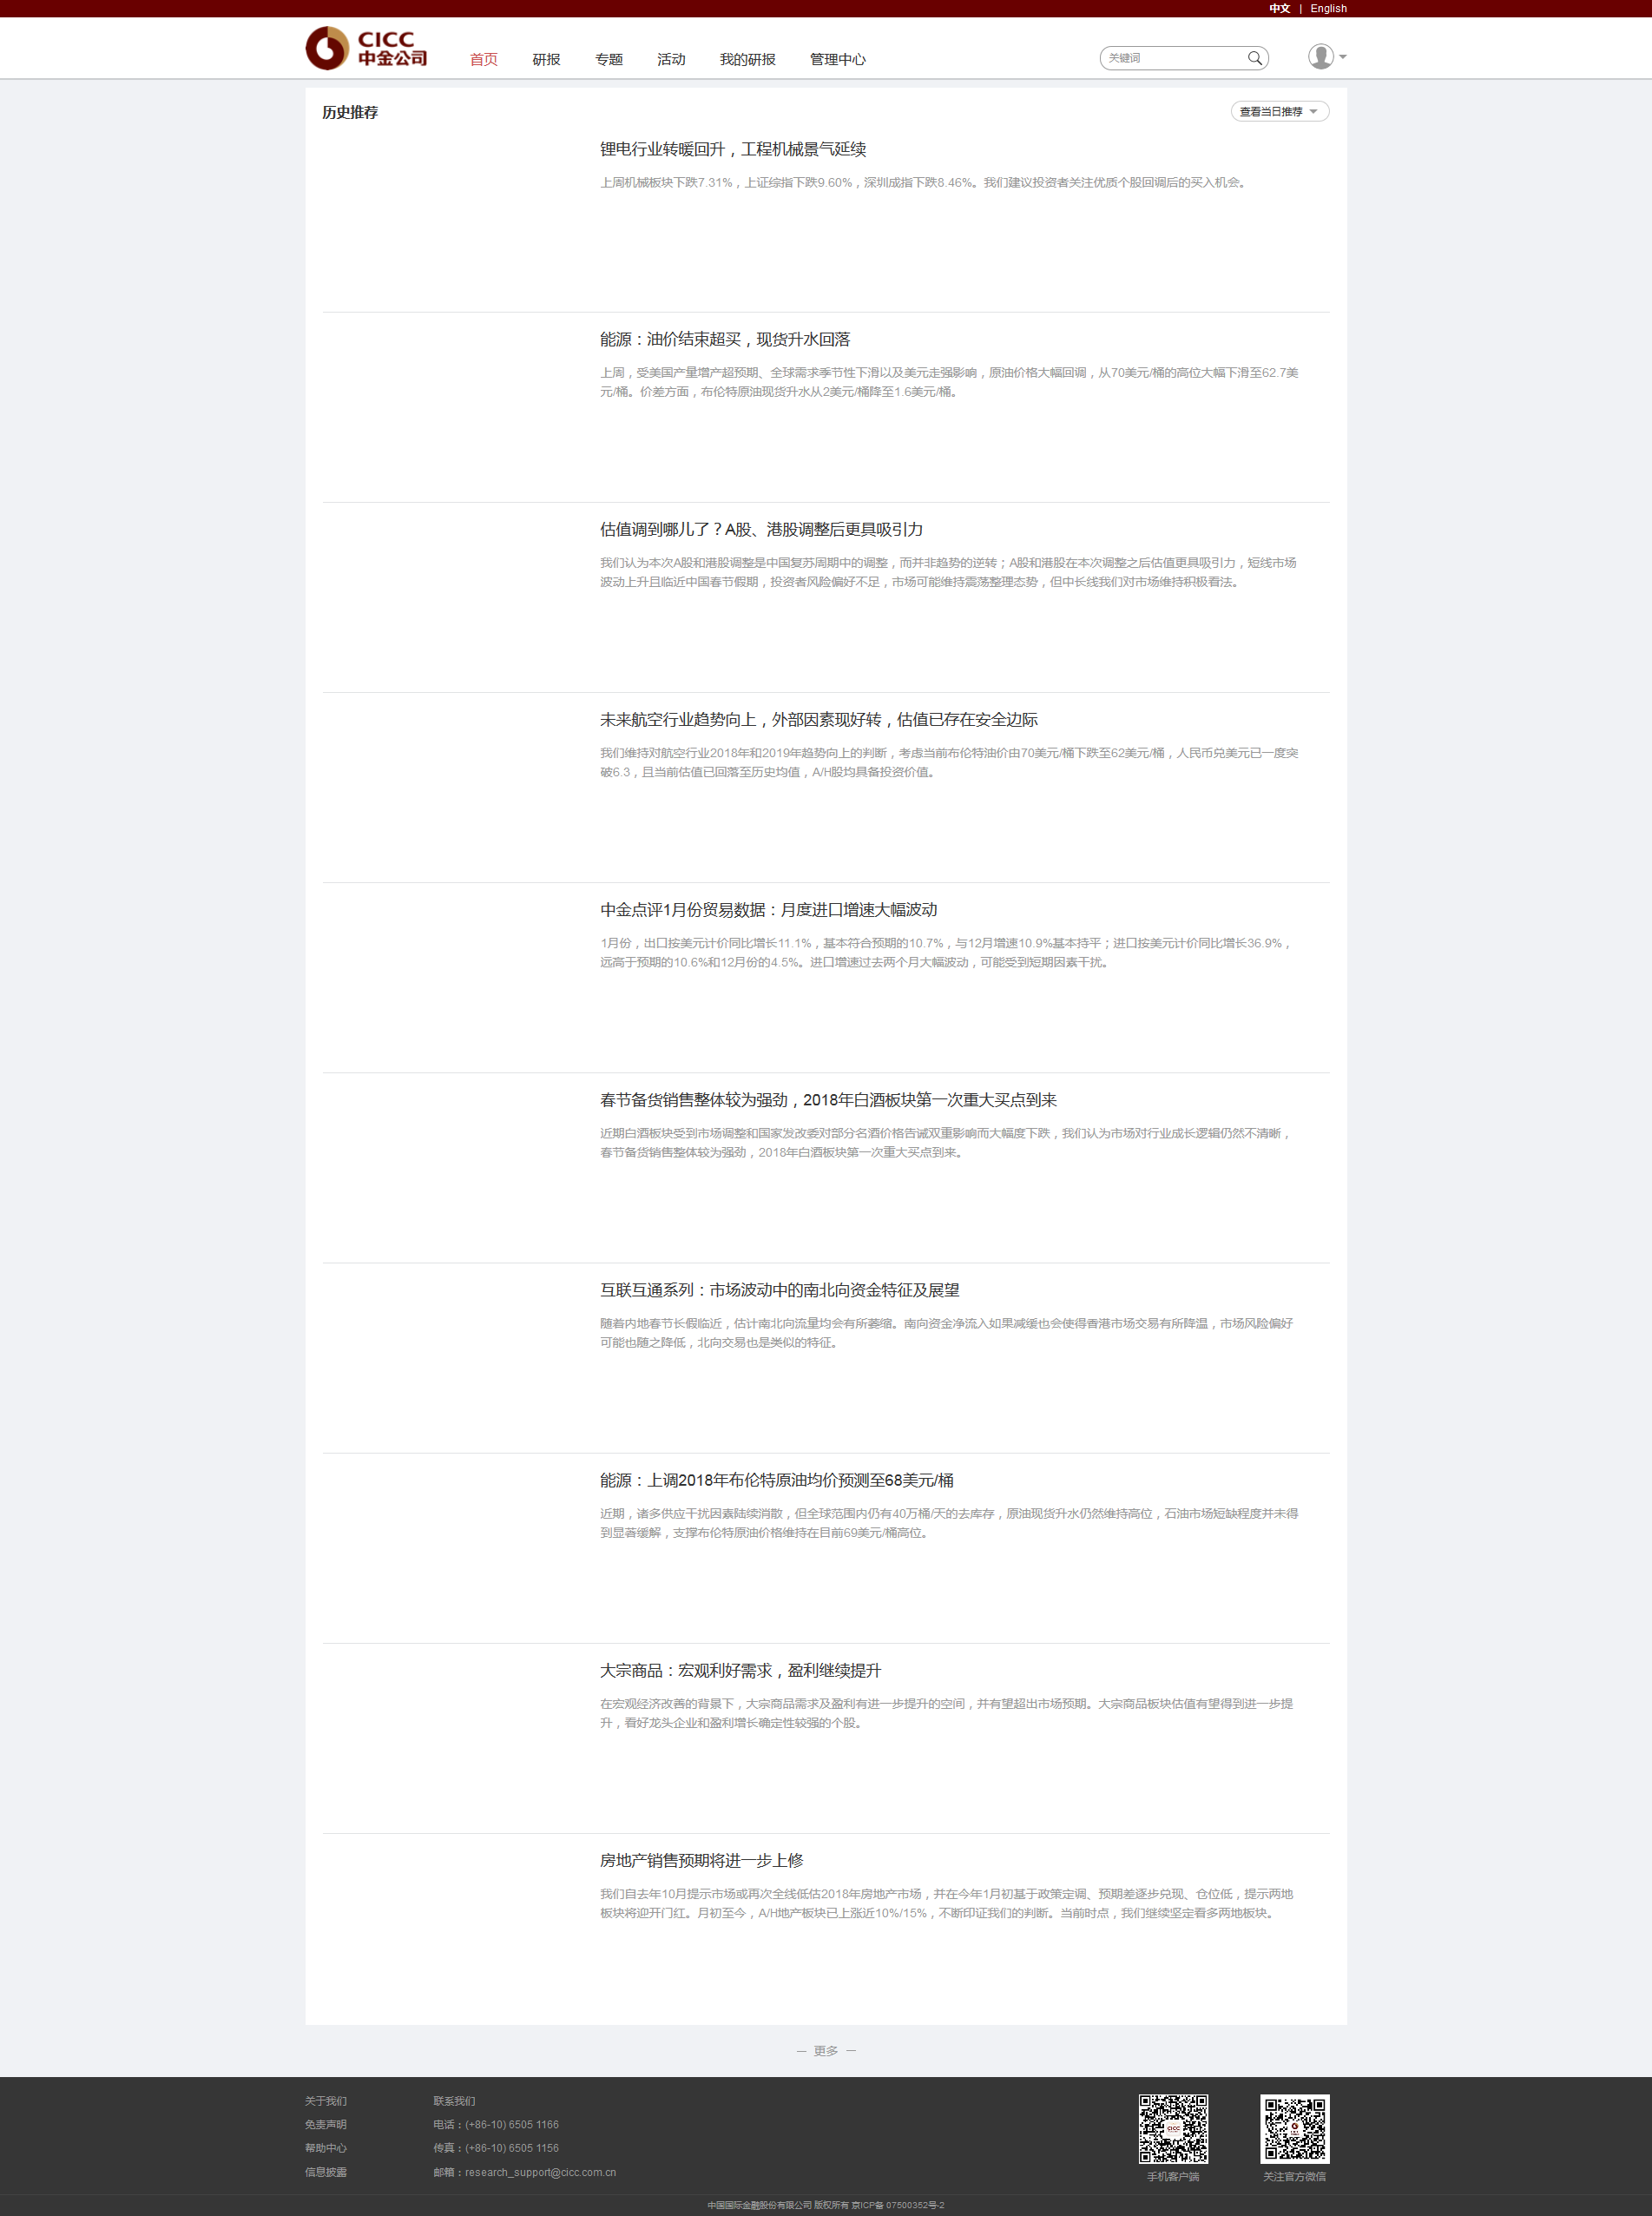 中文 | English
CICC
中金公司
首页 研报 专题 活动 我的研报 管理中心
关键词
历史推荐
查看当日推荐
锂电行业转暖回升，工程机械景气延续
上周机械板块下跌7.31%，上证综指下跌9.60%，深圳成指下跌8.46%。我们建议投资者关注优质个股回调后的买入机会。
能源：油价结束超买，现货升水回落
上周，受美国产量增产超预期、全球需求季节性下滑以及美元走强影响，原油价格大幅回调，从70美元/桶的高位大幅下滑至62.7美
元/桶。价差方面，布伦特原油现货升水从2美元/桶降至1.6美元/桶。
估值调到哪儿了？A股、港股调整后更具吸引力
我们认为本次A股和港股调整是中国复苏周期中的调整，而并非趋势的逆转；A股和港股在本次调整之后估值更具吸引力，短线市场
波动上升且临近中国春节假期，投资者风险偏好不足，市场可能维持震荡整理态势，但中长线我们对市场维持积极看法。
未来航空行业趋势向上，外部因素现好转，估值已存在安全边际
我们维持对航空行业2018年和2019年趋势向上的判断，考虑当前布伦特油价由70美元/桶下跌至62美元/桶，人民币兑美元已一度突
破6.3，且当前估值已回落至历史均值，A/H股均具备投资价值。
中金点评1月份贸易数据：月度进口增速大幅波动
1月份，出口按美元计价同比增长11.1%，基本符合预期的10.7%，与12月增速10.9%基本持平；进口按美元计价同比增长36.9%，
远高于预期的10.6%和12月份的4.5%。进口增速过去两个月大幅波动，可能受到短期因素干扰。
春节备货销售整体较为强劲，2018年白酒板块第一次重大买点到来
近期白酒板块受到市场调整和国家发改委对部分名酒价格告诫双重影响而大幅度下跌，我们认为市场对行业成长逻辑仍然不清晰，
春节备货销售整体较为强劲，2018年白酒板块第一次重大买点到来。
互联互通系列：市场波动中的南北向资金特征及展望
随着内地春节长假临近，估计南北向流量均会有所萎缩。南向资金净流入如果减缓也会使得香港市场交易有所降温，市场风险偏好
可能也随之降低，北向交易也是类似的特征。
能源：上调2018年布伦特原油均价预测至68美元/桶
近期，诸多供应干扰因素陆续消散，但全球范围内仍有40万桶/天的去库存，原油现货升水仍然维持高位，石油市场短缺程度并未得
到显著缓解，支撑布伦特原油价格维持在目前69美元/桶高位。
大宗商品：宏观利好需求，盈利继续提升
在宏观经济改善的背景下，大宗商品需求及盈利有进一步提升的空间，并有望超出市场预期。大宗商品板块估值有望得到进一步提
升，看好龙头企业和盈利增长确定性较强的个股。
房地产销售预期将进一步上修
我们自去年10月提示市场或再次全线低估2018年房地产市场，并在今年1月初基于政策定调、预期差逐步兑现、仓位低，提示两地
板块将迎开门红。月初至今，A/H地产板块已上涨近10%/15%，不断印证我们的判断。当前时点，我们继续坚定看多两地板块。
— 更多 —
关于我们
免责声明
帮助中心
信息披露
联系我们
电话：(+86-10) 6505 1166
传真：(+86-10) 6505 1156
邮箱：research_support@cicc.com.cn
CICC
手机客户端
关注官方微信
中国国际金融股份有限公司 版权所有 京ICP备 07500352号-2